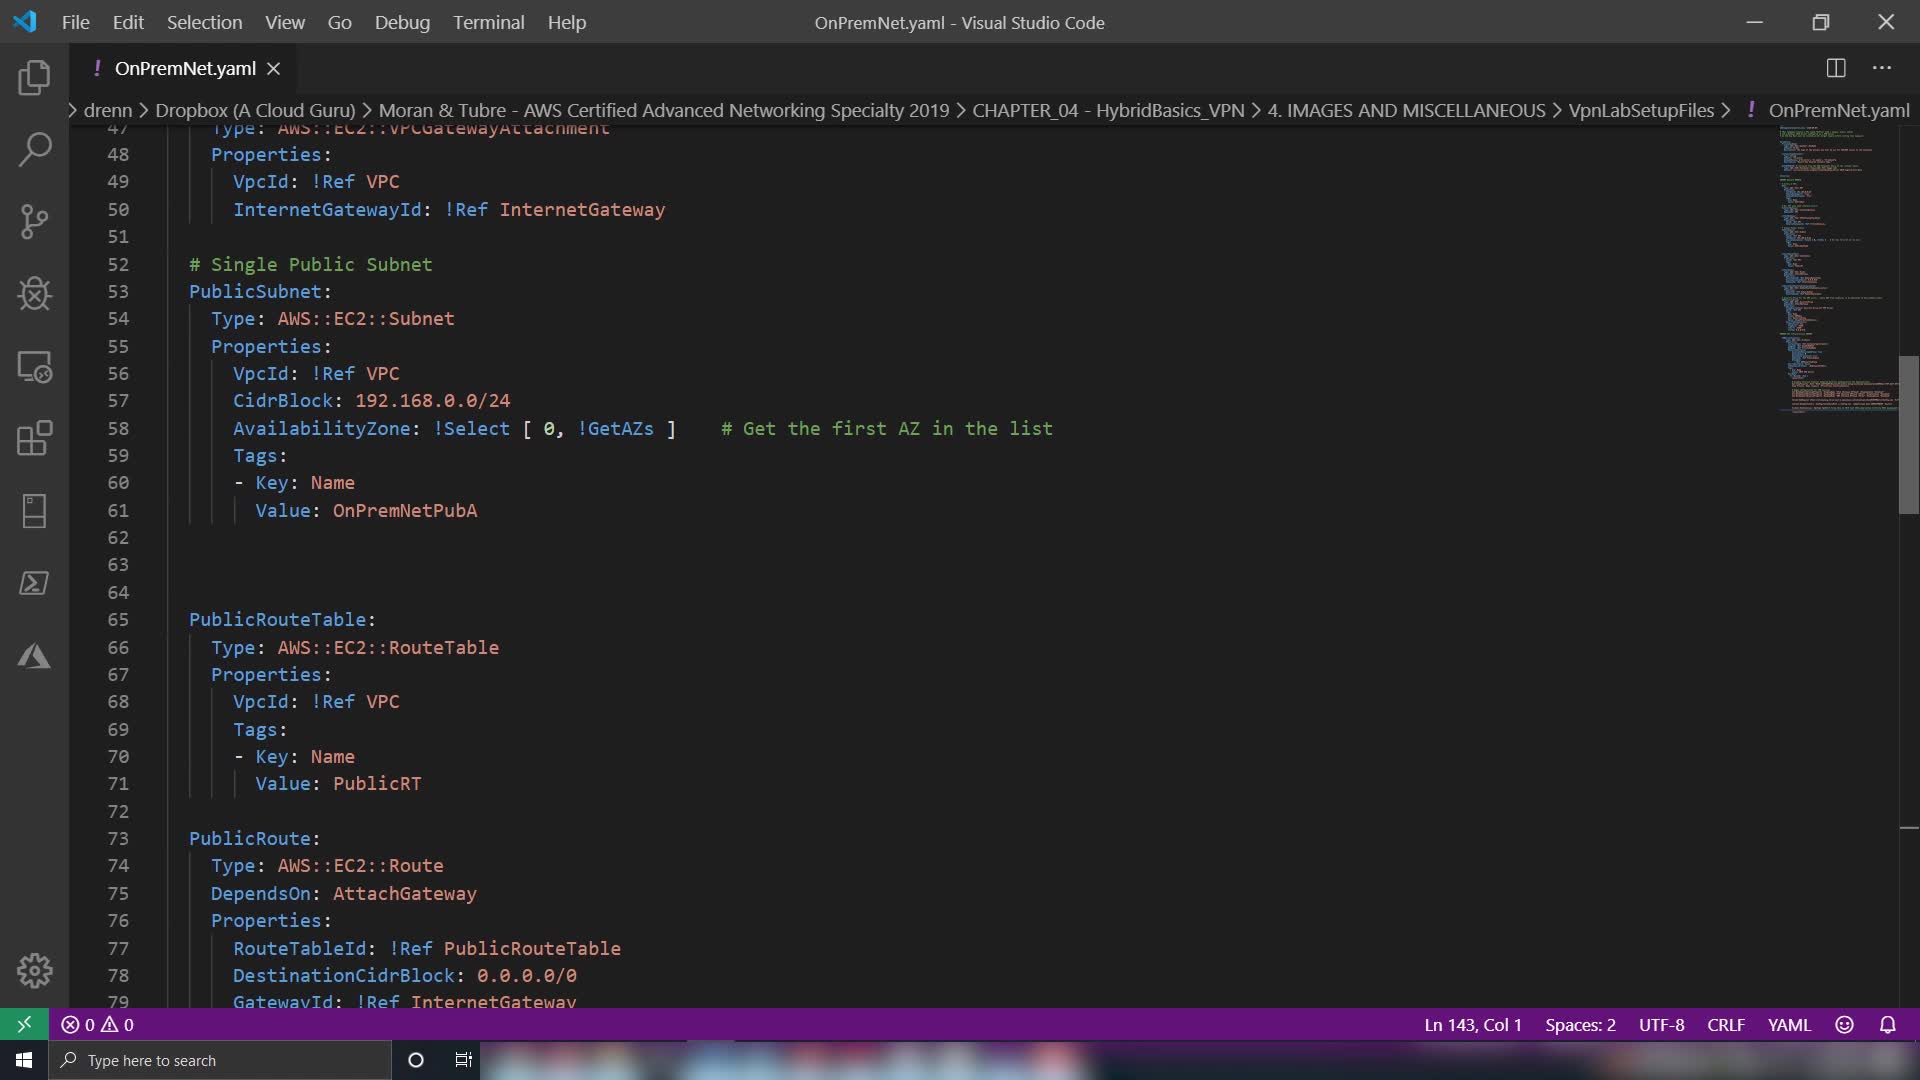 File Edit Selection View Go Debug Terminal Help
OnPremNet.yaml - Visual Studio Code
! OnPremNet.yaml
> drenn > Dropbox (A Cloud Guru) > Moran & Tubre - AWS Certified Advanced Networking Specialty 2019 > CHAPTER_04 - HybridBasics_VPN > 4. IMAGES AND MISCELLANEOUS > VpnLabSetupFiles > ! OnPremNet.yaml
47 Type: AWS::EC2::VPCGatewayAttachment
48 Properties:
49 VpcId: !Ref VPC
50 InternetGatewayId: !Ref InternetGateway
51
52 # Single Public Subnet
53 PublicSubnet:
54 Type: AWS::EC2::Subnet
55 Properties:
56 VpcId: !Ref VPC
57 CidrBlock: 192.168.0.0/24
58 AvailabilityZone: !Select [ 0, !GetAZs ] # Get the first AZ in the list
59 Tags:
60 - Key: Name
61 Value: OnPremNetPubA
62
63
64
65 PublicRouteTable:
66 Type: AWS::EC2::RouteTable
67 Properties:
68 VpcId: !Ref VPC
69 Tags:
70 - Key: Name
71 Value: PublicRT
72
73 PublicRoute:
74 Type: AWS::EC2::Route
75 DependsOn: AttachGateway
76 Properties:
77 RouteTableId: !Ref PublicRouteTable
78 DestinationCidrBlock: 0.0.0.0/0
79 GatewayId: !Ref InternetGateway
0 0
Ln 143, Col 1 Spaces: 2 UTF-8 CRLF YAML
Type here to search